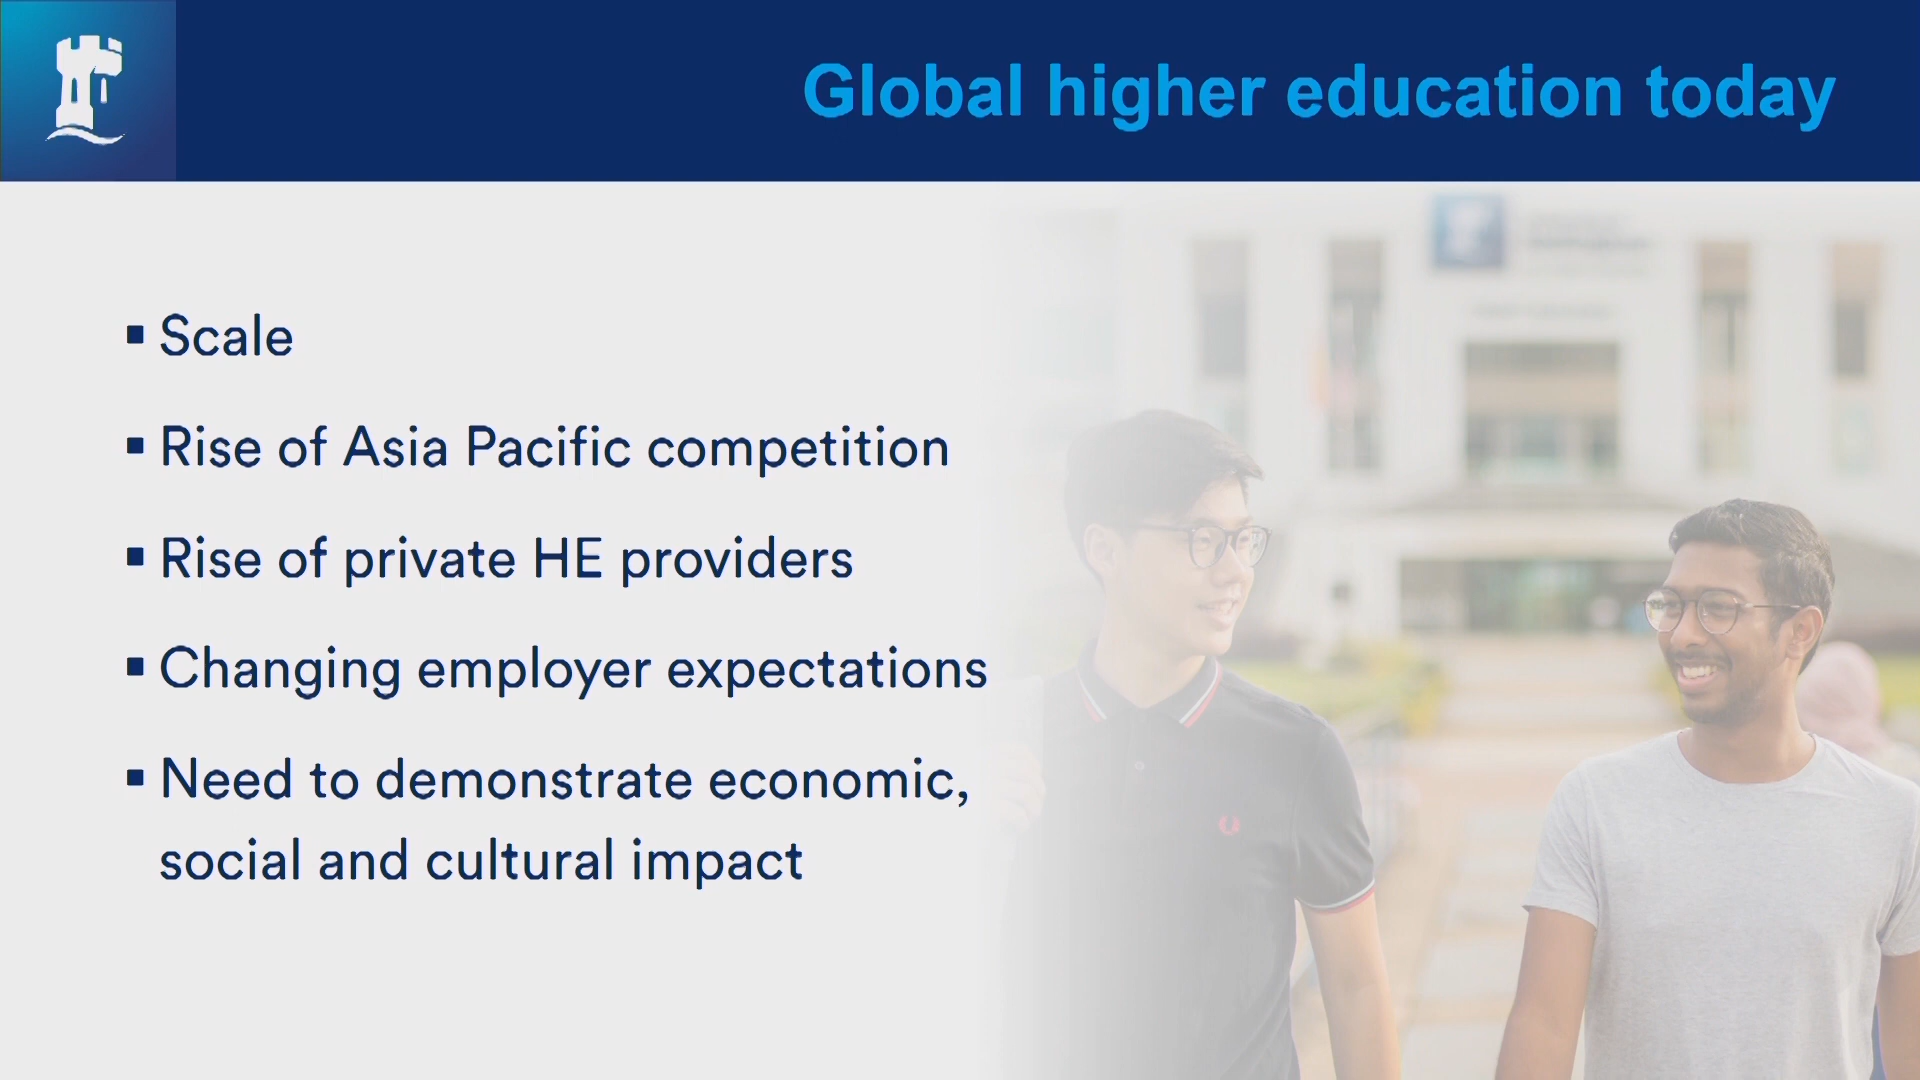 Global higher education today
▪ Scale
▪ Rise of Asia Pacific competition
▪ Rise of private HE providers
▪ Changing employer expectations
▪ Need to demonstrate economic,
social and cultural impact